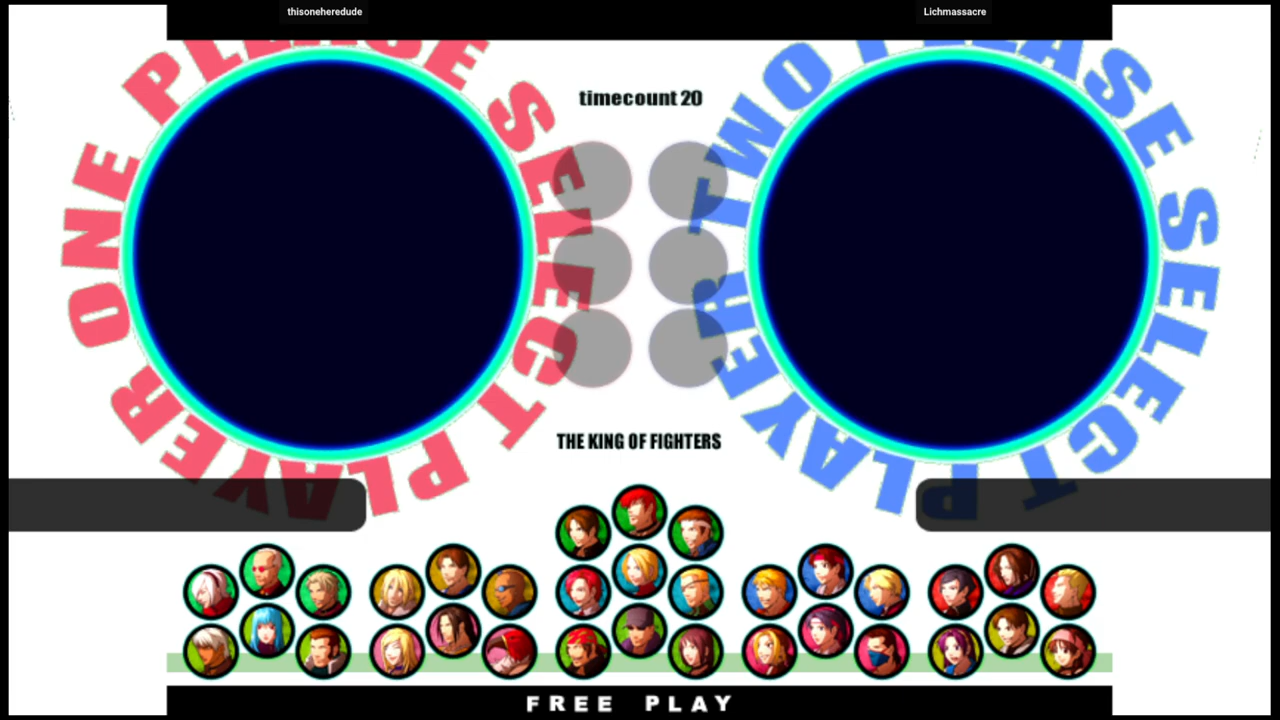 thisoneheredude
Lichmassacre
PLAYER ONE PLEASE SELECT
PLAYER TWO PLEASE SELECT
timecount 20
THE KING OF FIGHTERS
FREE PLAY